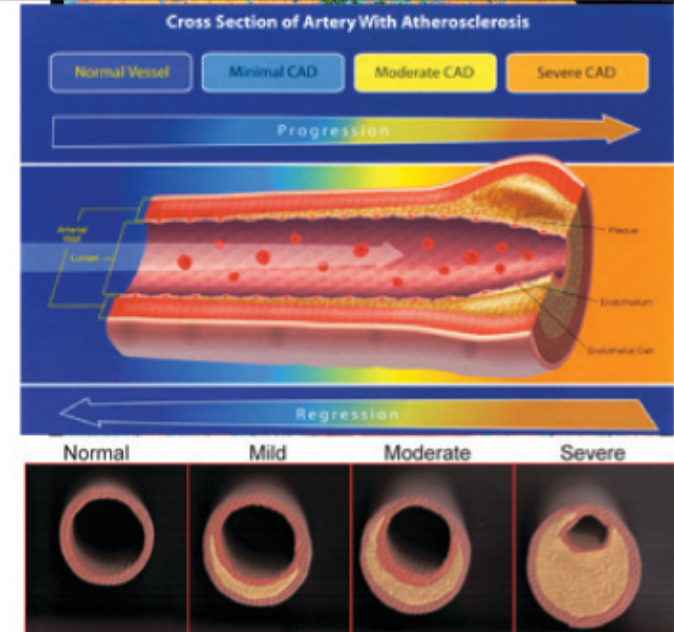 Cross Section of Artery With Atherosclerosis
Normal Vessel
Minimal CAD
Moderate CAD
Severe CAD
Progression
Arterial
Wall
Lumen
Plaque
Endothelium
Endothelial Cell
Regression
Normal
Mild
Moderate
Severe